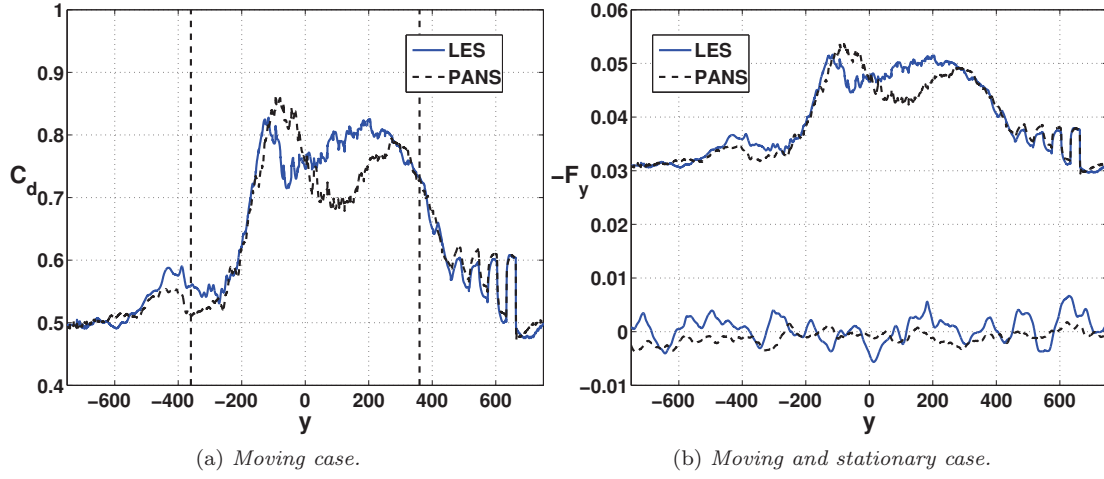 1
0.9
0.8
0.7
0.6
0.5
0.4
C_d
−600 −400 −200 0 200 400 600
y
LES
PANS
(a) Moving case.
0.06
0.05
0.04
0.03
0.02
0.01
0
−0.01
−F_y
−600 −400 −200 0 200 400 600
y
LES
PANS
(b) Moving and stationary case.